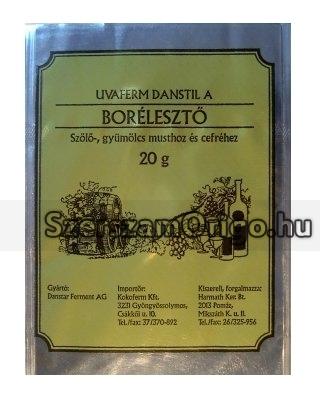 UVAFERM DANSTIL A
BORÉLESZTŐ
Szőlő-, gyümölcs musthoz és cefréhez
20 g
SzerszamOrigo.hu
Gyártó:
Danstar Ferment AG
Importőr:
Kokoferm Kft.
3231 Gyöngyössolymos,
Csákkői u. 10.
Tel./fax: 37/370-892
Kiszereli, forgalmazza:
Harmath Ker. Bt.
2013 Pomáz,
Mikszáth K. u. 11.
Tel./fax: 26/325-956